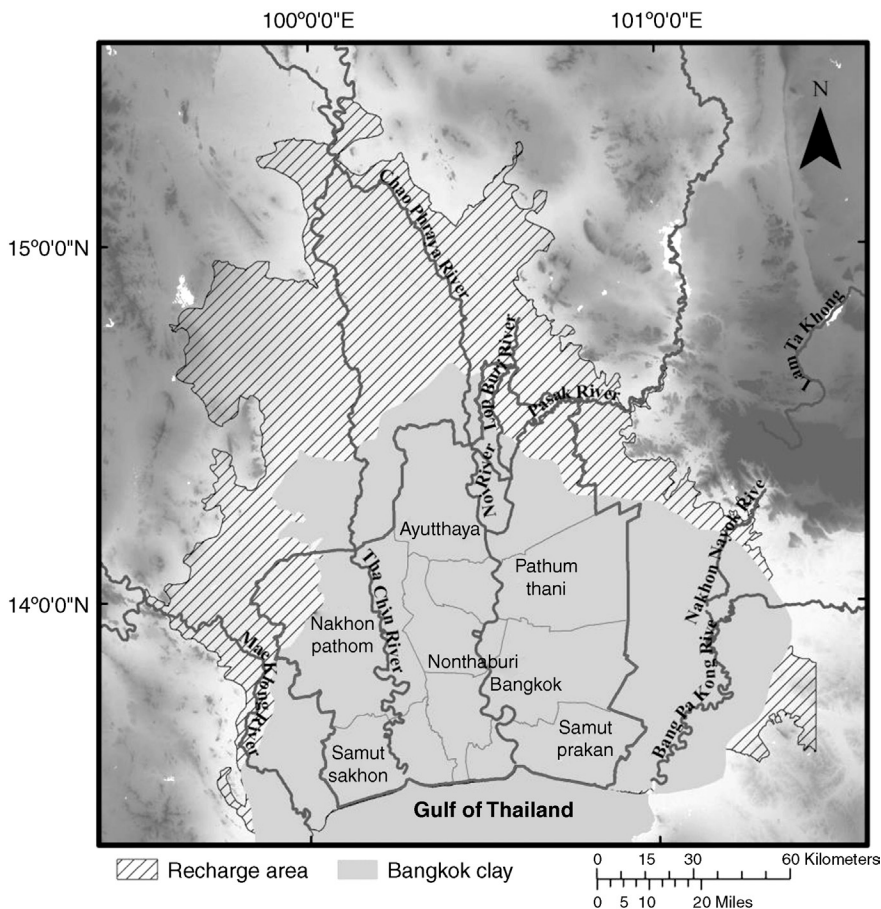 100°0'0"E 101°0'0"E
N
Chao Phraya River
15°0'0"N
Lam Ta Khong
Lop Buri River
Pasak River
Noi River
Nakhon Nayok Rive
Ayutthaya
Pathum
thani
14°0'0"N
Tha Chin River
Nakhon
pathom
Mae Klong River
Nonthaburi
Bangkok
Bang Pa Kong Rive
Samut
prakan
Samut
sakhon
Gulf of Thailand
Recharge area Bangkok clay
0 15 30 60 Kilometers
0 5 10 20 Miles